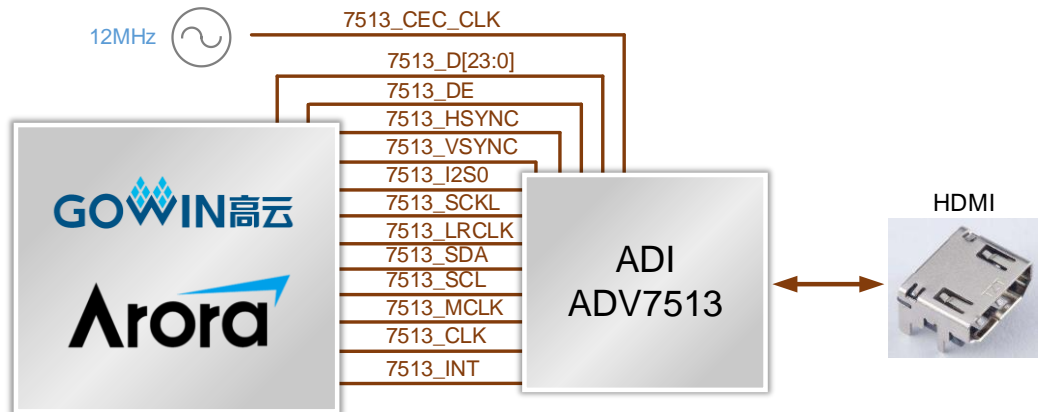 7513_CEC_CLK
12MHz
7513_D[23:0]
7513_DE
7513_HSYNC
7513_VSYNC
7513_I2S0
7513_SCKL
7513_LRCLK
7513_SDA
7513_SCL
7513_MCLK
7513_CLK
7513_INT
GOWIN高云
Arora
ADI
ADV7513
HDMI